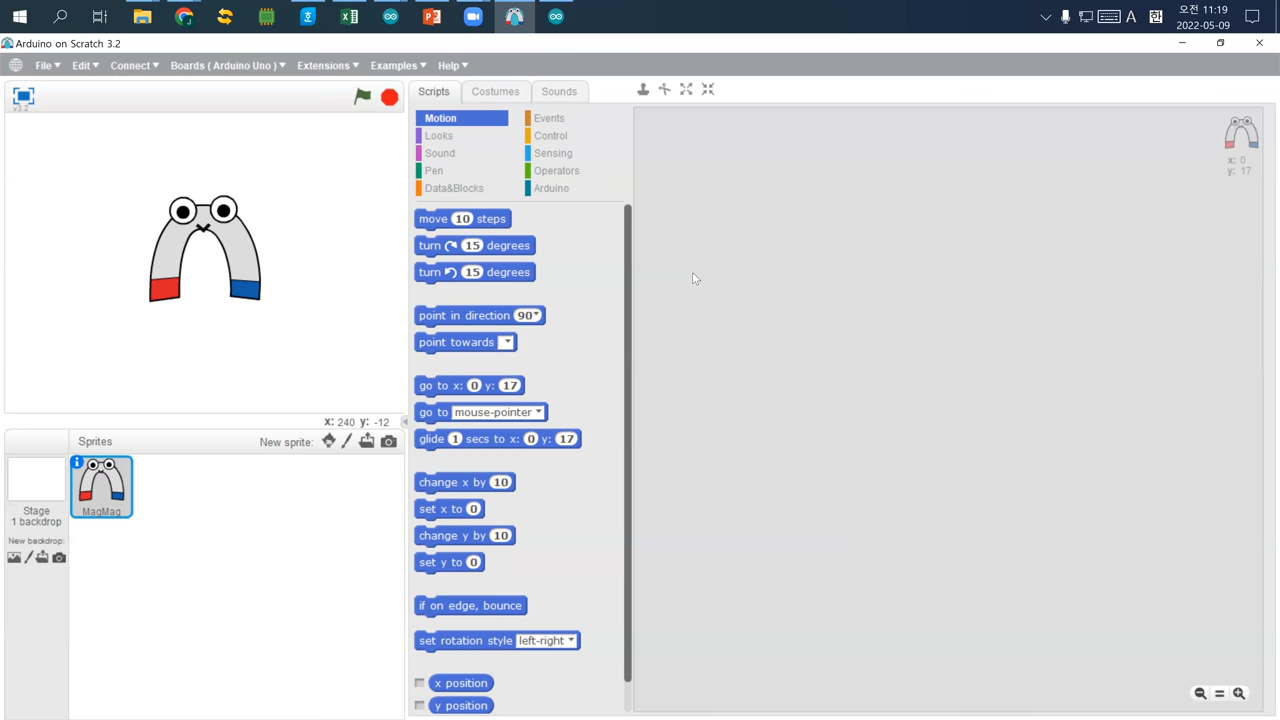 A
한
오전 11:19
2022-05-09
Arduino on Scratch 3.2
File Edit Connect Boards ( Arduino Uno ) Extensions Examples Help
v3.2
Scripts Costumes Sounds
Motion Events
Looks Control
Sound Sensing
Pen Operators
Data&Blocks Arduino
x: 0
y: 17
move 10 steps
turn 15 degrees
turn 15 degrees
point in direction 90
point towards
go to x: 0 y: 17
go to mouse-pointer
glide 1 secs to x: 0 y: 17
change x by 10
set x to 0
change y by 10
set y to 0
if on edge, bounce
set rotation style left-right
x position
y position
x: 240 y: -12
Sprites New sprite:
MagMag
Stage
1 backdrop
New backdrop: